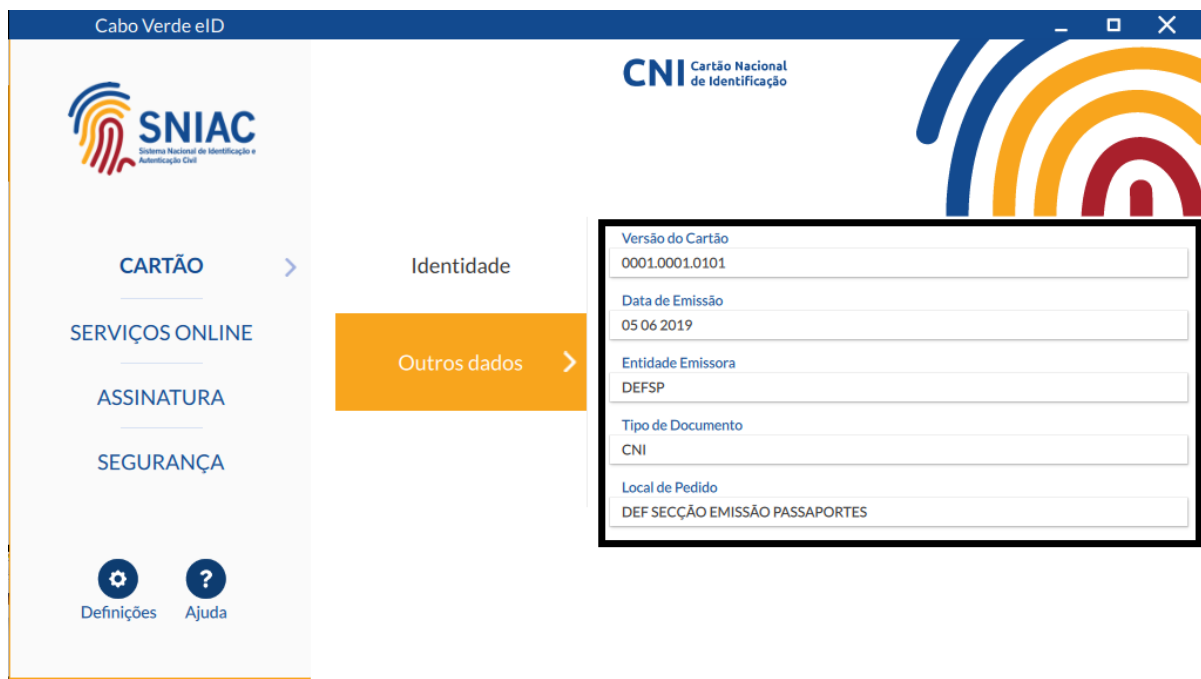 Cabo Verde eID
SNIAC
Sistema Nacional de Identificação e
Autenticação Civil
CNI Cartão Nacional
de Identificação
CARTÃO
SERVIÇOS ONLINE
ASSINATURA
SEGURANÇA
Definições
Ajuda
Identidade
Outros dados
Versão do Cartão
0001.0001.0101
Data de Emissão
05 06 2019
Entidade Emissora
DEFSP
Tipo de Documento
CNI
Local de Pedido
DEF SECÇÃO EMISSÃO PASSAPORTES